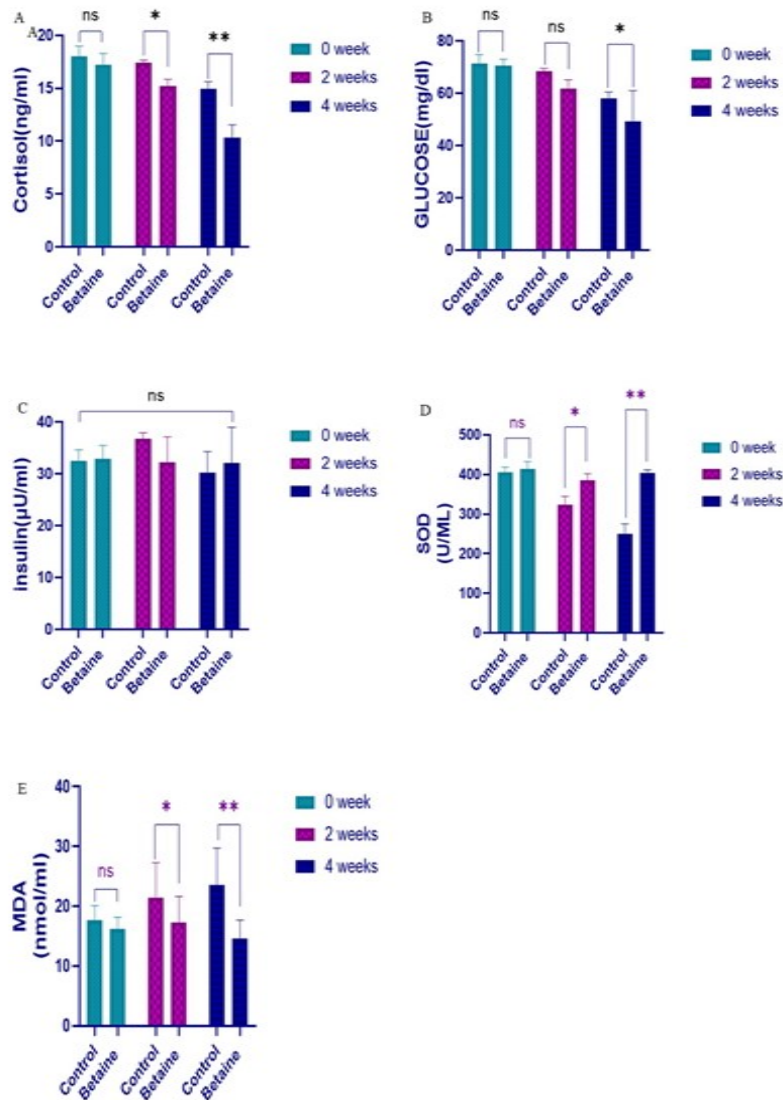 A
A
ns
*
**
Cortisol(ng/ml)
20
15
10
5
0
Control
Betaine
Control
Betaine
Control
Betaine
0 week
2 weeks
4 weeks
B
ns
ns
*
GLUCOSE(mg/dl)
80
60
40
20
0
Control
Betaine
Control
Betaine
Control
Betaine
0 week
2 weeks
4 weeks
C
ns
insulin(µU/ml)
40
30
20
10
0
Control
Betaine
Control
Betaine
Control
Betaine
0 week
2 weeks
4 weeks
D
ns
*
**
SOD
(U/ML)
500
400
300
200
100
0
Control
Betaine
Control
Betaine
Control
Betaine
0 week
2 weeks
4 weeks
E
ns
*
**
MDA
(nmol/ml)
40
30
20
10
0
Control
Betaine
Control
Betaine
Control
Betaine
0 week
2 weeks
4 weeks